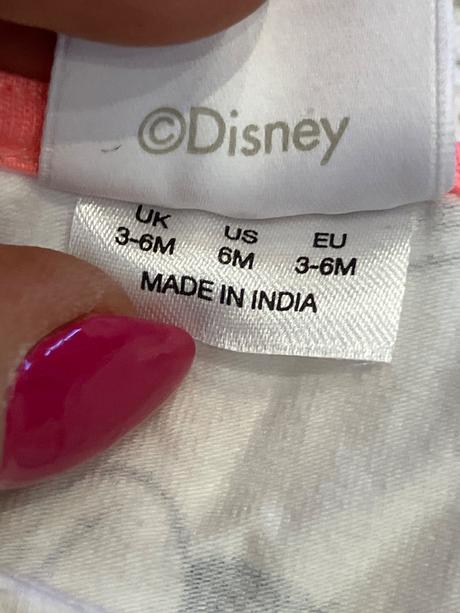 ©Disney
UK US EU
3-6M 6M 3-6M
MADE IN INDIA